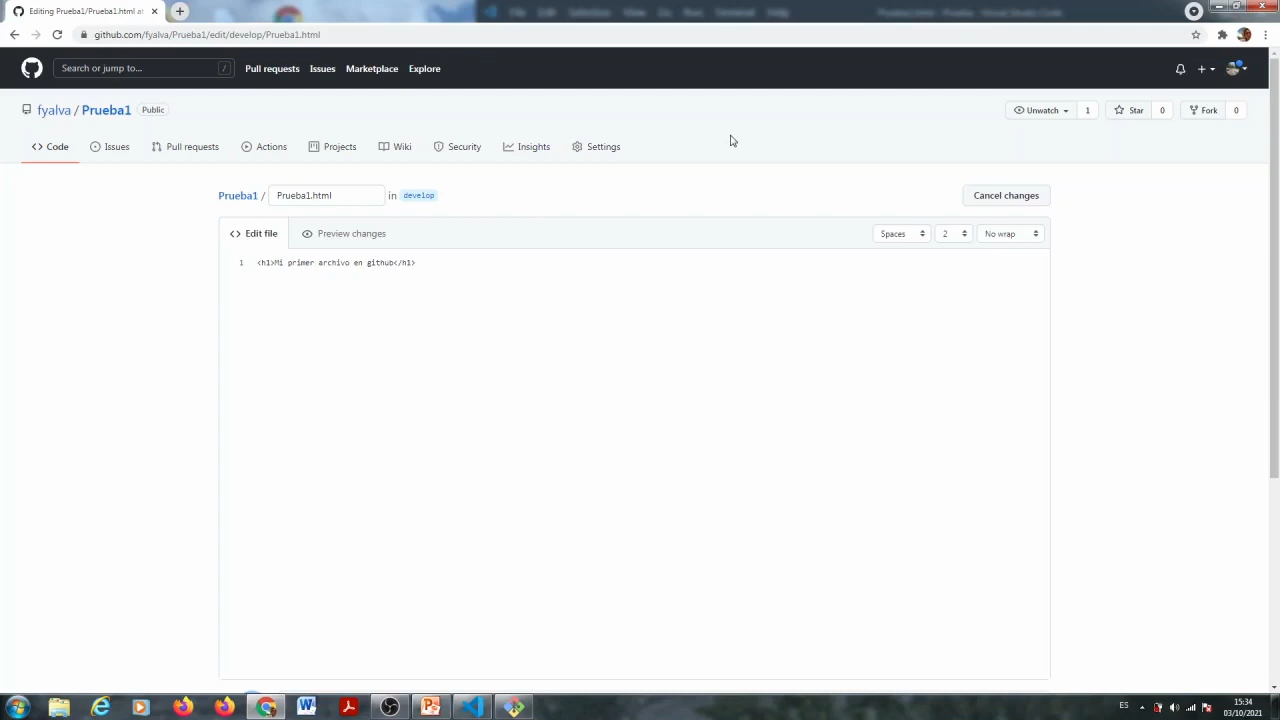 Editing Prueba1/Prueba1.html at
github.com/fyalva/Prueba1/edit/develop/Prueba1.html
Search or jump to... / Pull requests Issues Marketplace Explore
fyalva / Prueba1 Public Unwatch 1 Star 0 Fork 0
Code Issues Pull requests Actions Projects Wiki Security Insights Settings
Prueba1 / Prueba1.html in develop Cancel changes
<> Edit file Preview changes Spaces 2 No wrap
1 <h1>Mi primer archivo en github</h1>
ES 15:34
03/10/2021